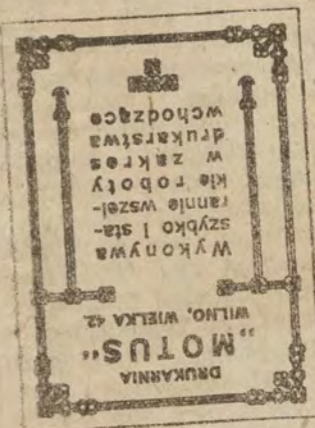 DRUKARNIA
„MOTUS“
WILNO, WIELKA 42.
Wykonywa
szybko i sta-
rannie wszel-
kie roboty
w zakres
drukarstwa
wchodzące